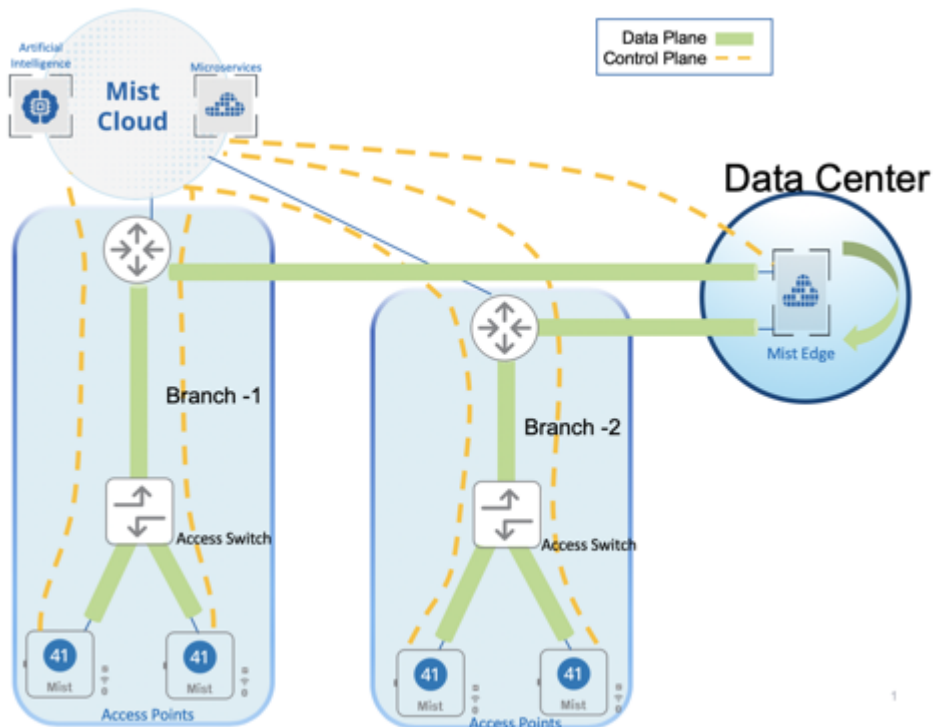 Artificial
Intelligence
Mist
Cloud
Microservices
Data Plane
Control Plane
Data Center
Mist Edge
Branch -1
Branch -2
Access Switch
Access Switch
41
Mist
41
Mist
41
Mist
41
Mist
Access Points
Access Points
1